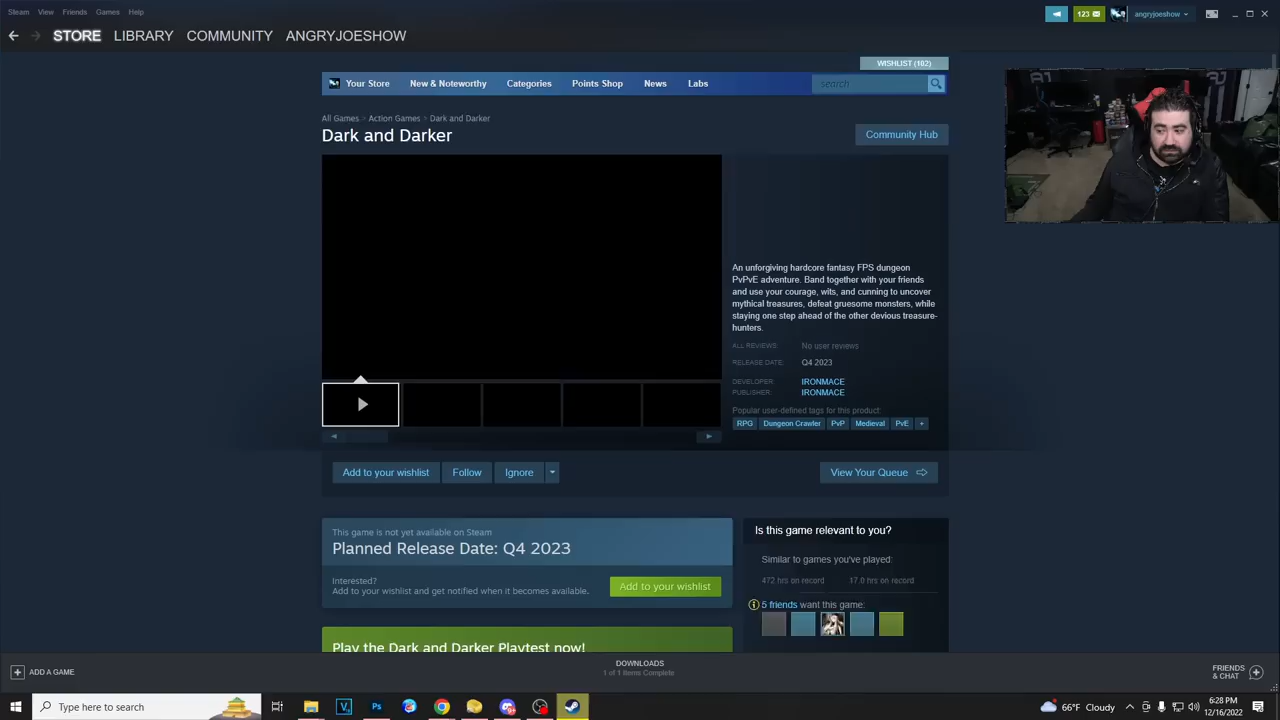 Steam View Friends Games Help
123
angryjoeshow
STORE LIBRARY COMMUNITY ANGRYJOESHOW
WISHLIST (102)
Your Store New & Noteworthy Categories Points Shop News Labs
search
All Games > Action Games > Dark and Darker
Dark and Darker
Community Hub
An unforgiving hardcore fantasy FPS dungeon
PvPvE adventure. Band together with your friends
and use your courage, wits, and cunning to uncover
mythical treasures, defeat gruesome monsters, while
staying one step ahead of the other devious treasure-
hunters.
ALL REVIEWS: No user reviews
RELEASE DATE: Q4 2023
DEVELOPER: IRONMACE
PUBLISHER: IRONMACE
Popular user-defined tags for this product:
RPG Dungeon Crawler PvP Medieval PvE +
Add to your wishlist Follow Ignore
View Your Queue
This game is not yet available on Steam
Planned Release Date: Q4 2023
Interested?
Add to your wishlist and get notified when it becomes available.
Add to your wishlist
Is this game relevant to you?
Similar to games you've played:
472 hrs on record 17.0 hrs on record
5 friends want this game:
Play the Dark and Darker Playtest now!
ADD A GAME
DOWNLOADS
1 of 1 Items Complete
FRIENDS
& CHAT
Type here to search
66°F Cloudy
6:28 PM
12/16/2022